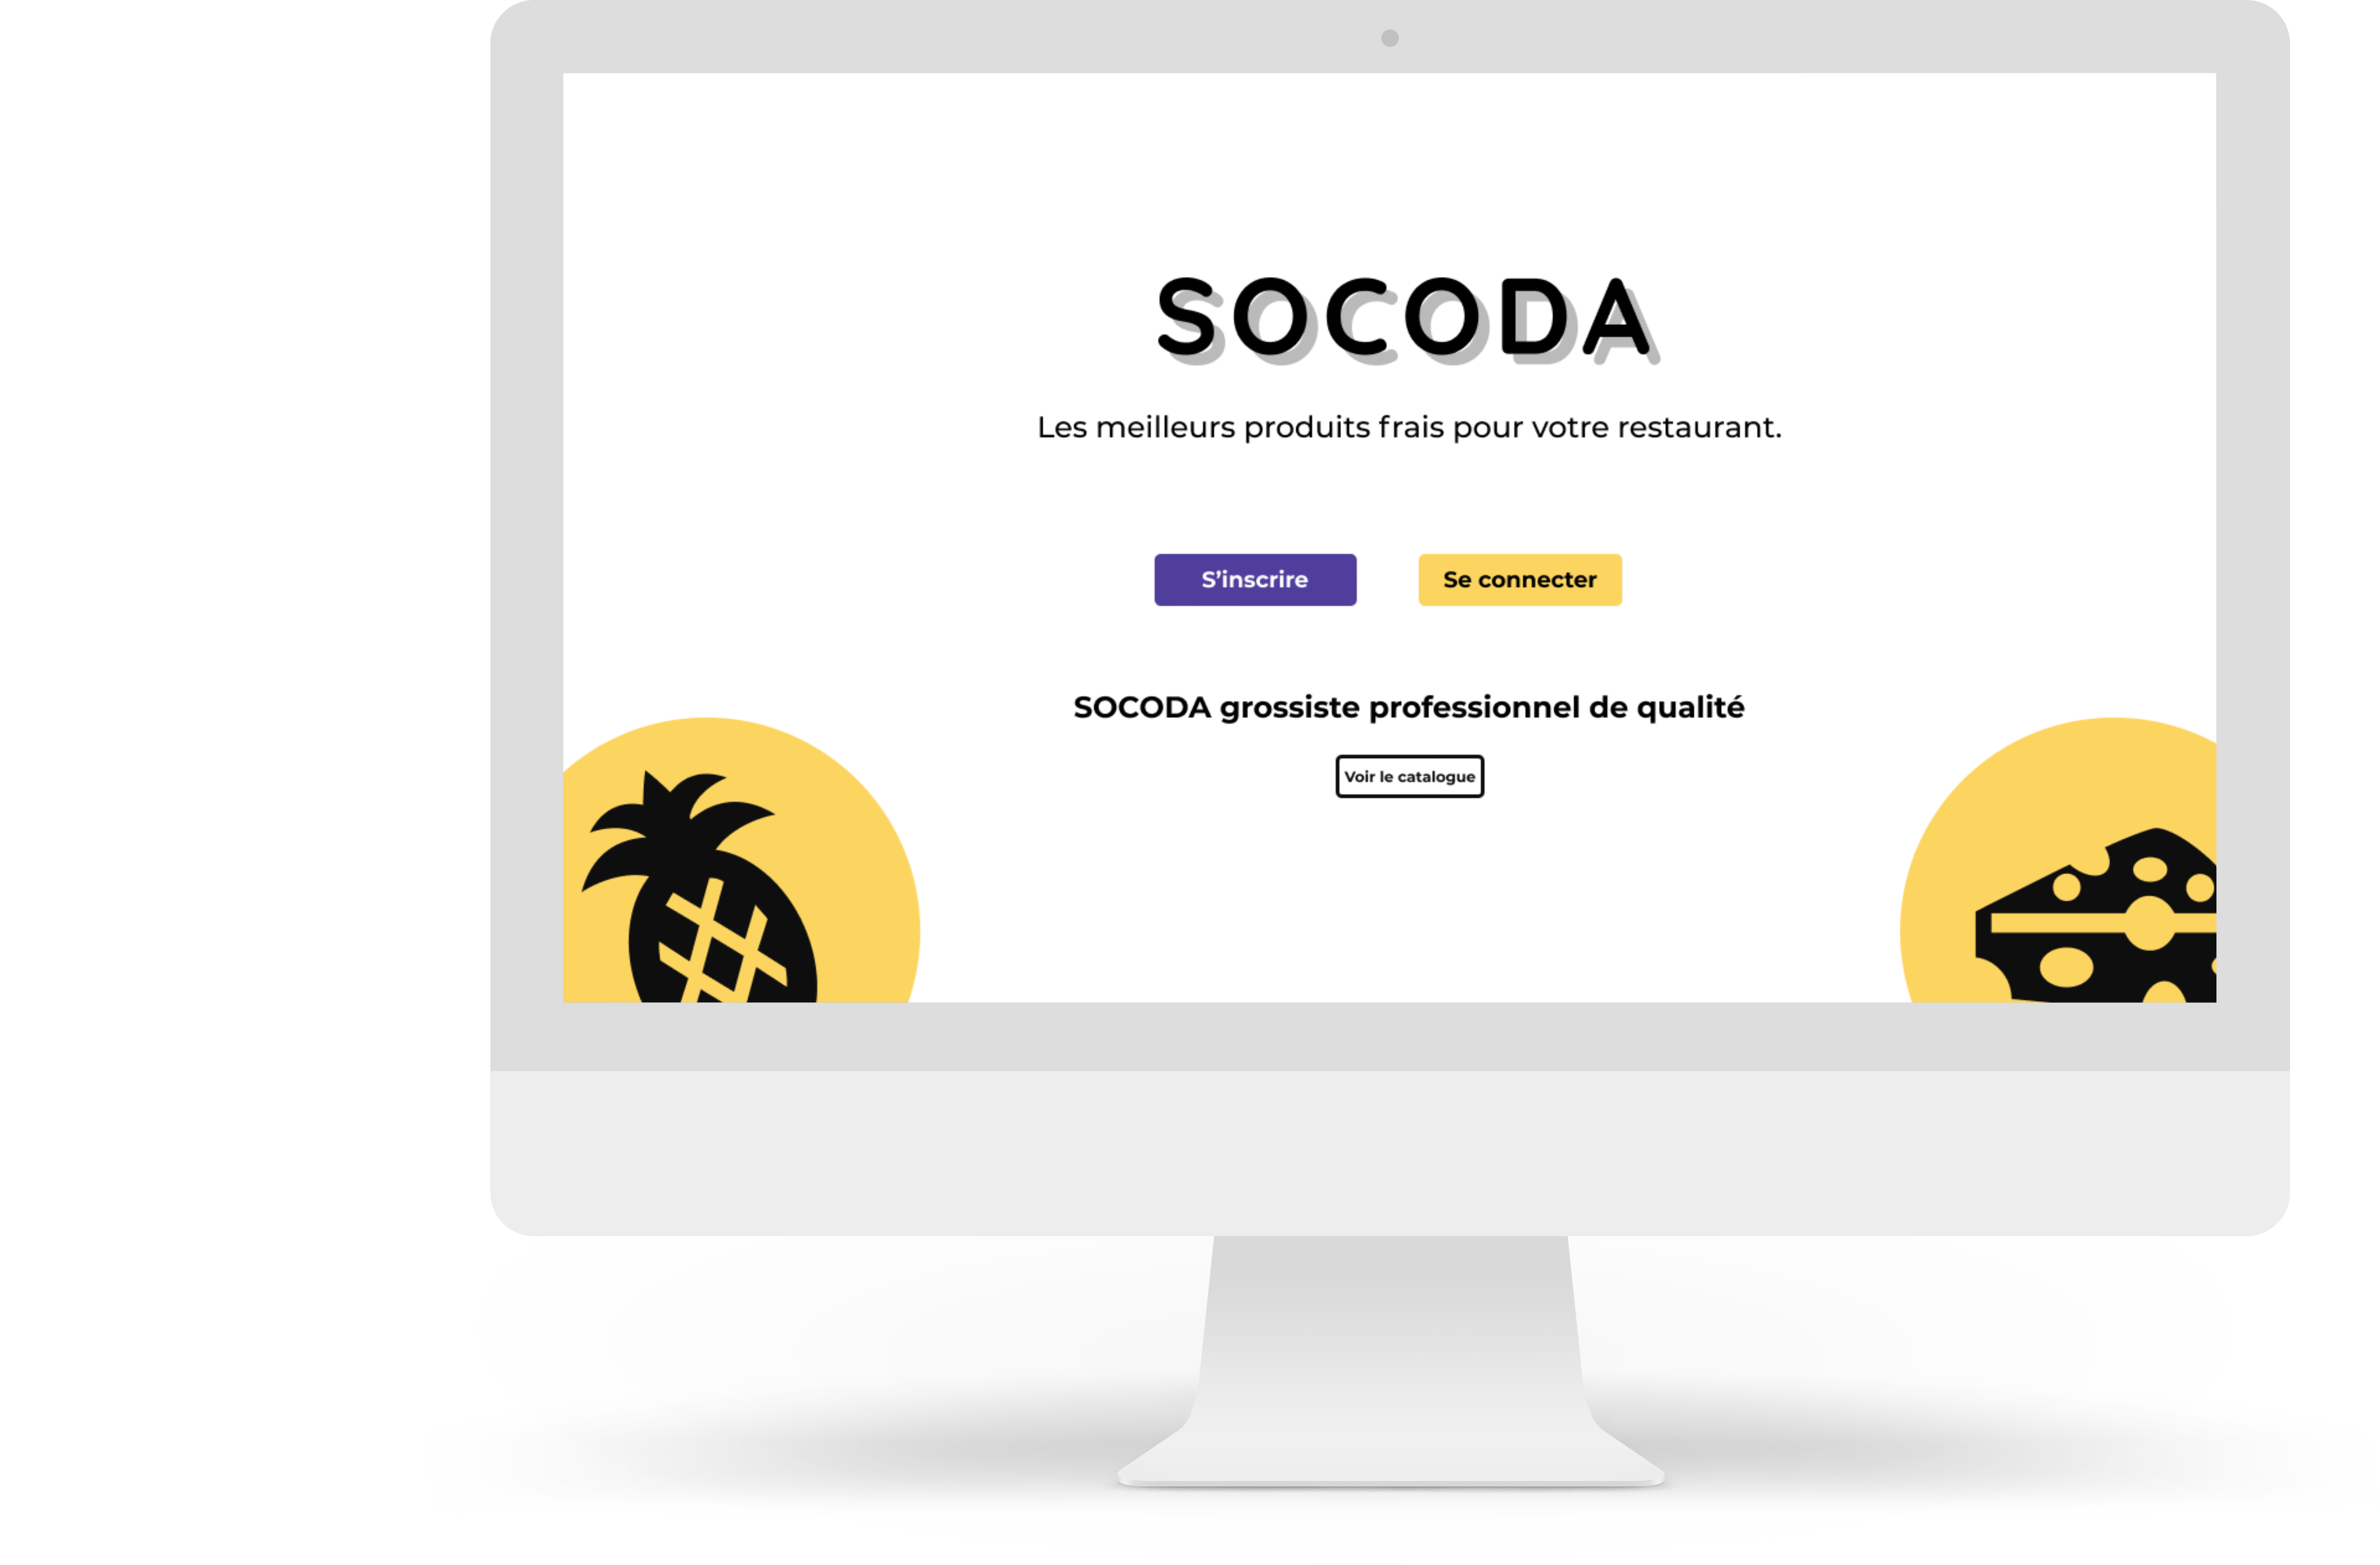 SOCODA
Les meilleurs produits frais pour votre restaurant.
S'inscrire
Se connecter
SOCODA grossiste professionnel de qualité
Voir le catalogue